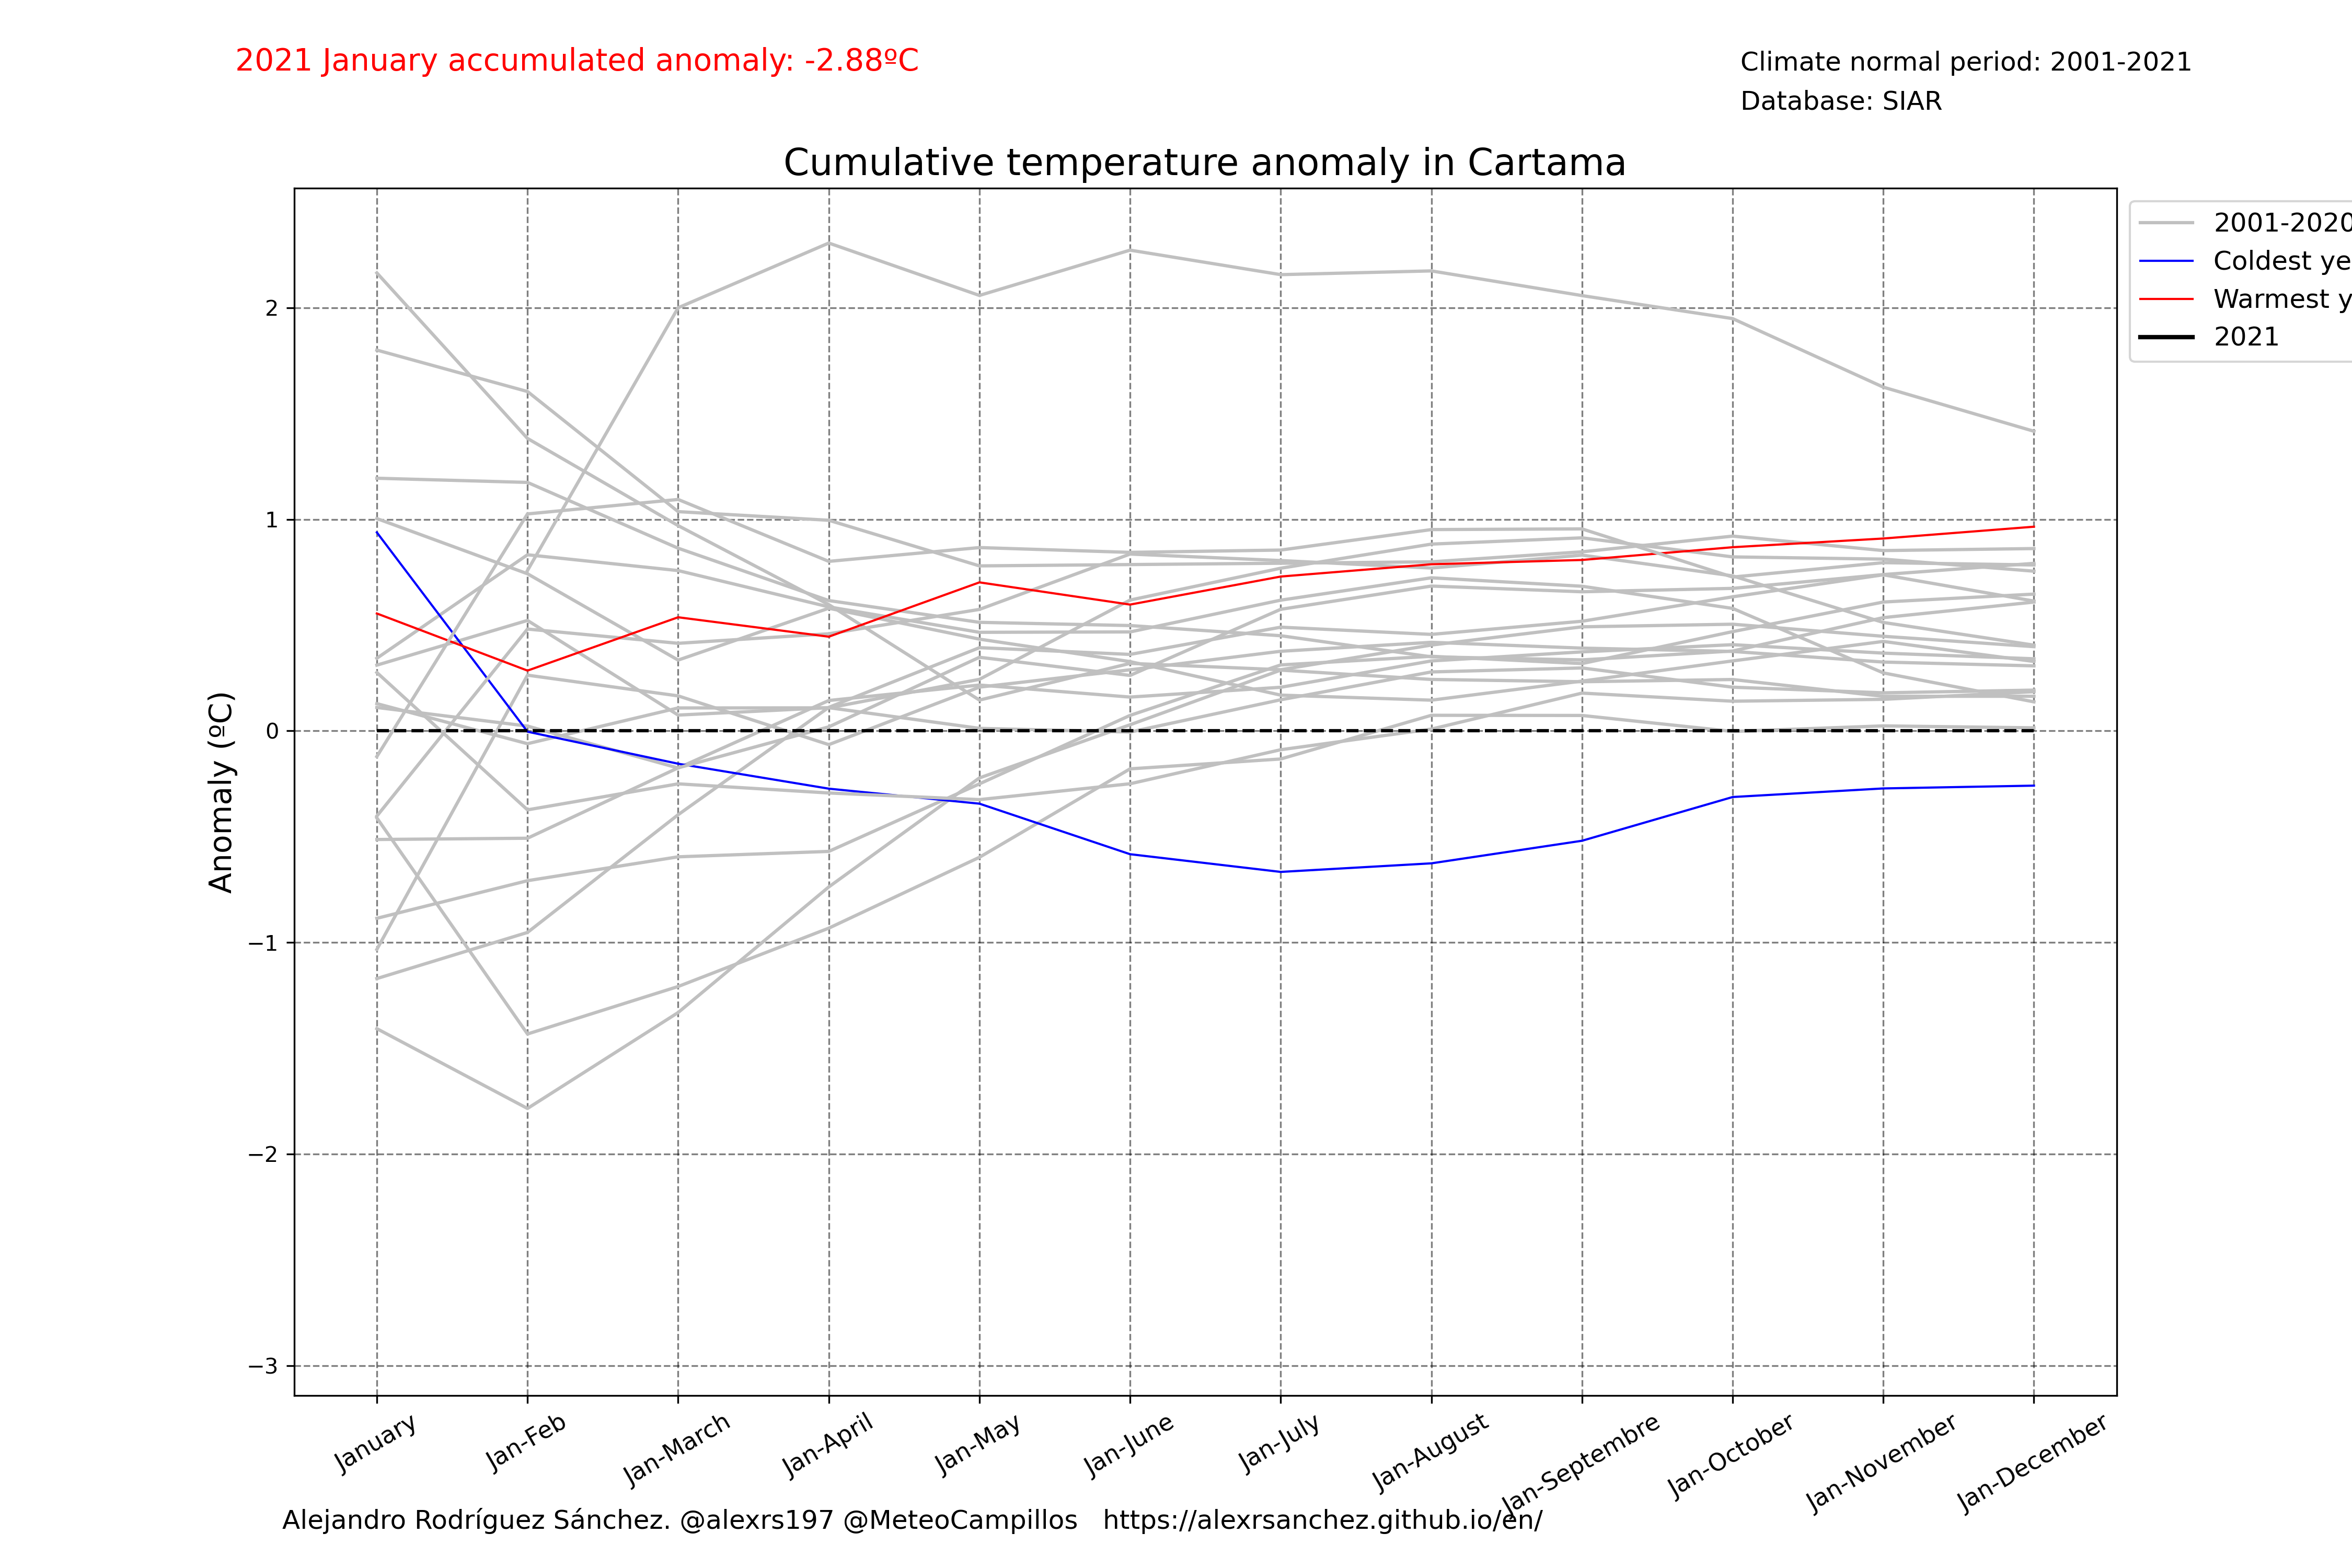 2021 January accumulated anomaly: -2.88ºC
Climate normal period: 2001-2021
Database: SIAR
Cumulative temperature anomaly in Cartama
2001-2020
Coldest
Warmest
2021
Anomaly (ºC)
2
1
0
−1
−2
−3
January
Jan-Feb
Jan-March
Jan-April
Jan-May
Jan-June
Jan-July
Jan-August
Jan-Septembre
Jan-October
Jan-November
Jan-December
Alejandro Rodríguez Sánchez. @alexrs197 @MeteoCampillos https://alexrsanchez.github.io/en/